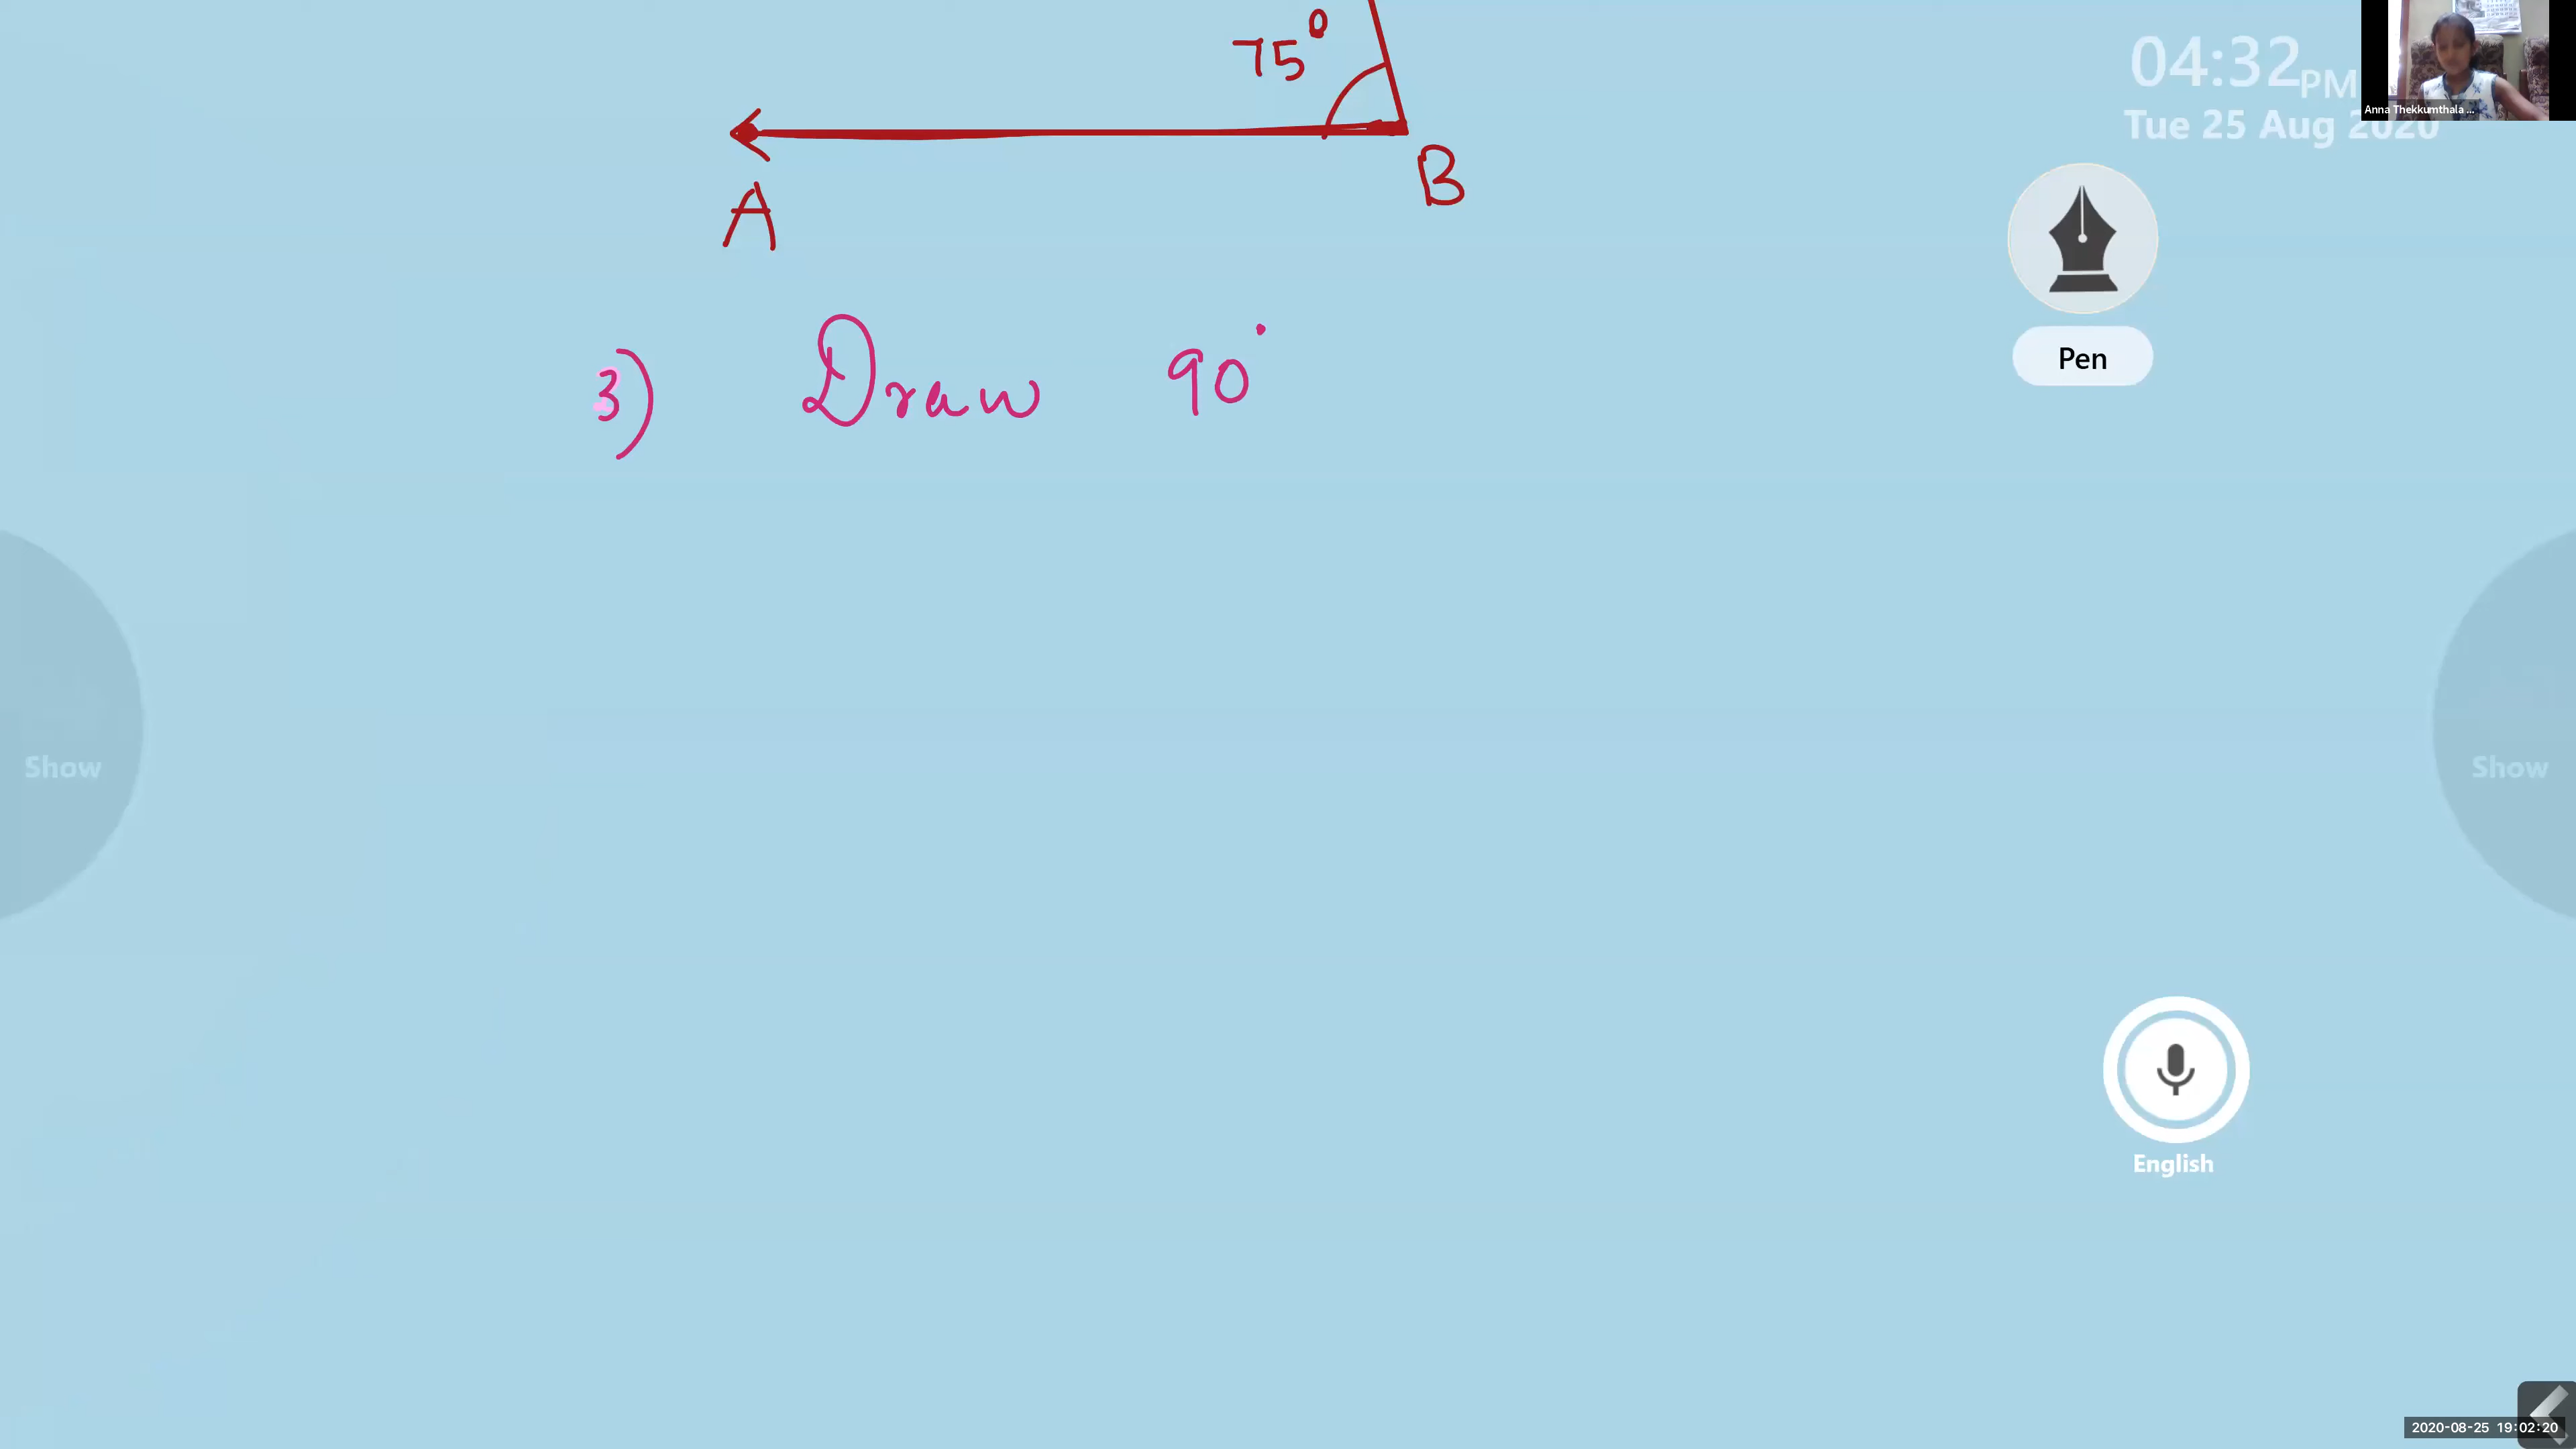 75°
04:32PM
Anna Thekkumthala ...
Tue 25 Aug 2020
A
B
3) Draw 90°
Pen
Show
Show
English
2020-08-25 19:02:20